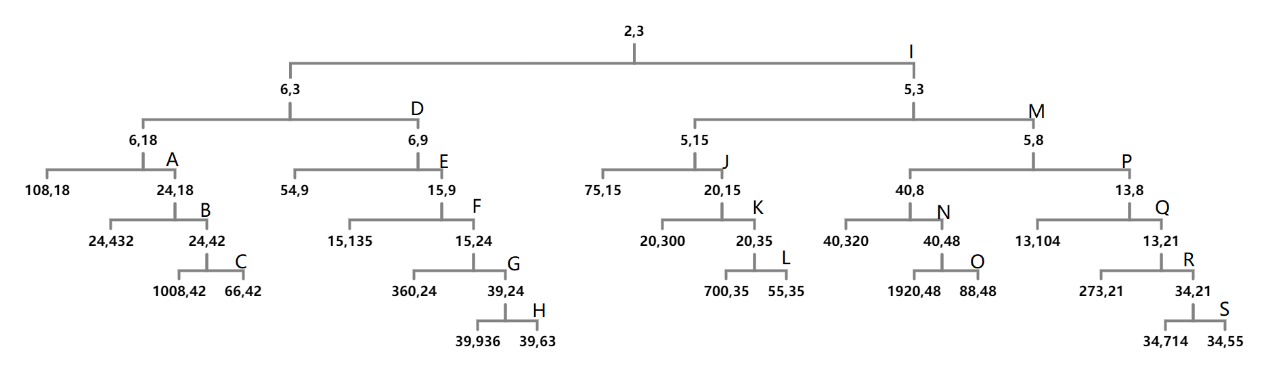 2,3
I
6,3 5,3
D M
6,18 6,9 5,15 5,8
A E J P
108,18 24,18 54,9 15,9 75,15 20,15 40,8 13,8
B F K N Q
24,432 24,42 15,135 15,24 20,300 20,35 40,320 40,48 13,104 13,21
C G L O R
1008,42 66,42 360,24 39,24 700,35 55,35 1920,48 88,48 273,21 34,21
H S
39,936 39,63 34,714 34,55